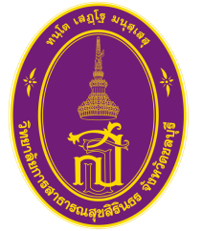 ทนฺโต เสฏฺโฐ มนุสฺเสสุ
วิทยาลัยการสาธารณสุขสิรินธร จังหวัดชลบุรี